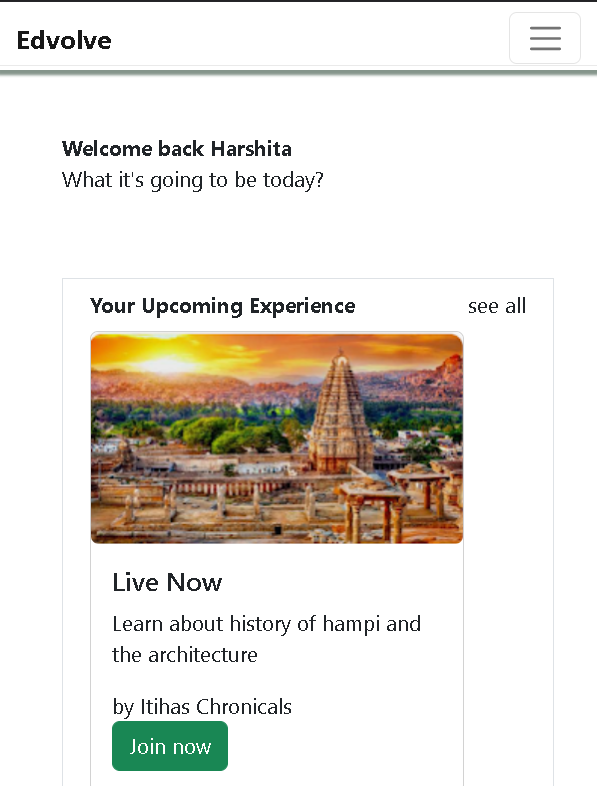 Edvolve
Welcome back Harshita
What it's going to be today?
Your Upcoming Experience see all
Live Now
Learn about history of hampi and
the architecture
by Itihas Chronicals
Join now